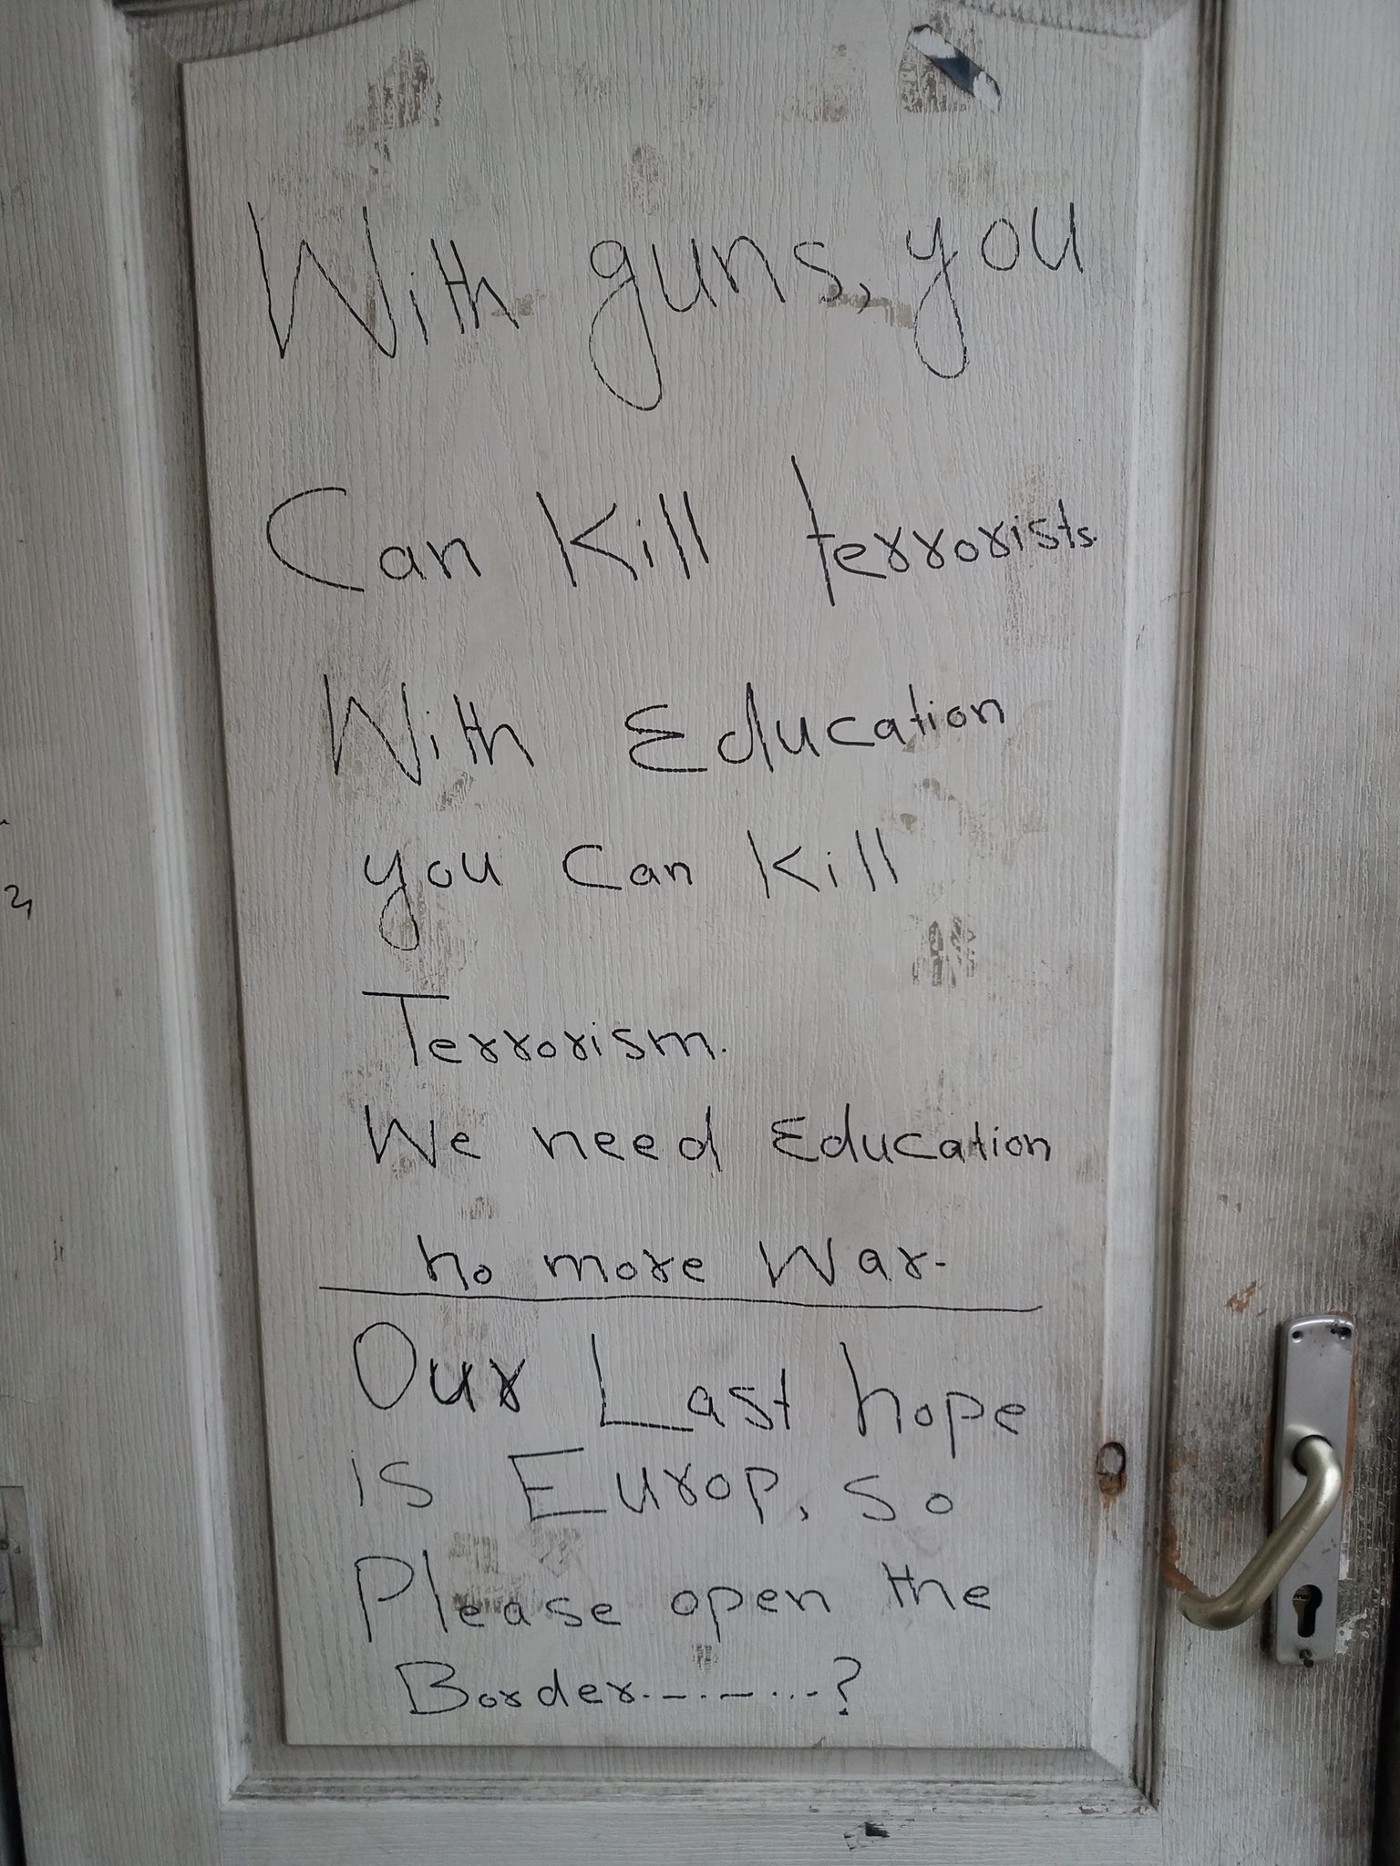 With guns, you
Can Kill terrorists.
With Education
you Can Kill
Terrorism.
We need Education
no more War.
Our Last hope
is Europ, so
Please open the
Border.-.-...?